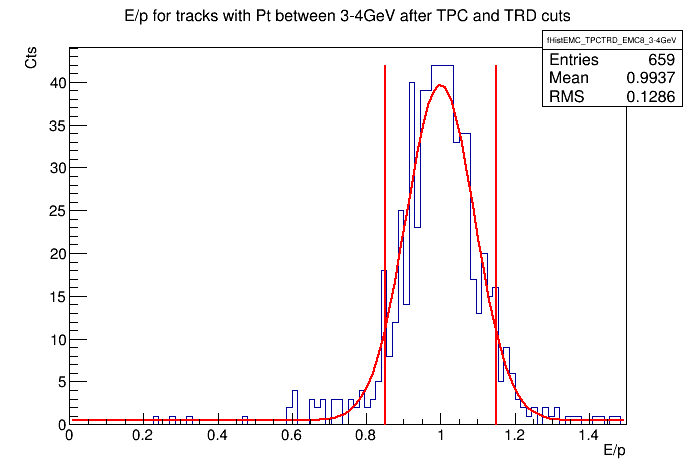 E/p for tracks with Pt between 3-4GeV after TPC and TRD cuts
fHistEMC_TPCTRD_EMC8_3-4GeV
Entries 659
Mean 0.9937
RMS 0.1286
Cts
40
35
30
25
20
15
10
5
0
0 0.2 0.4 0.6 0.8 1 1.2 1.4
E/p